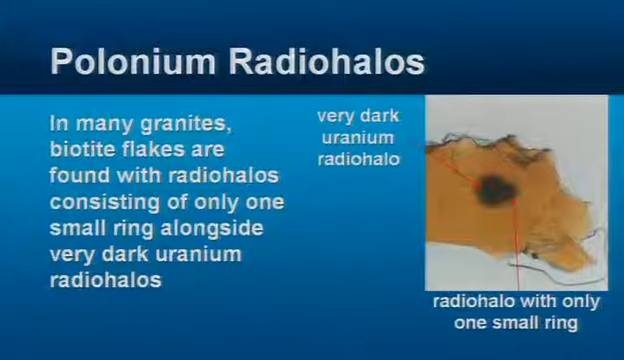 Polonium Radiohalos
In many granites,
biotite flakes are
found with radiohalos
consisting of only one
small ring alongside
very dark uranium
radiohalos
very dark
uranium
radiohalo
radiohalo with only
one small ring